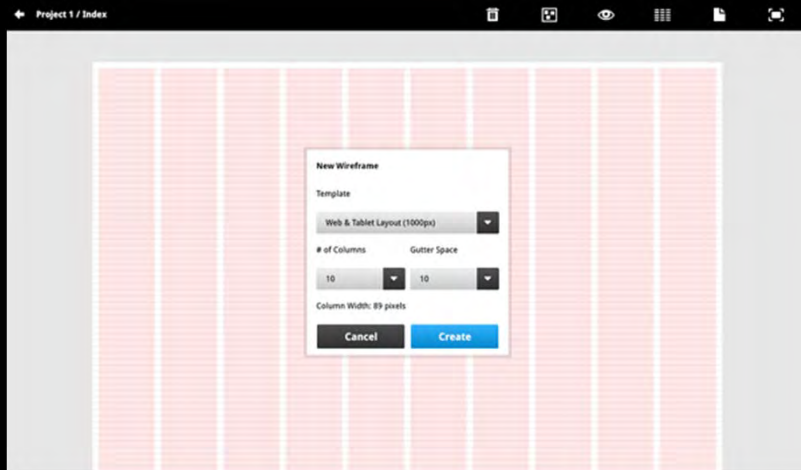 Project 1 / Index
New Wireframe
Template
Web & Tablet Layout (1000px)
# of Columns Gutter Space
10 10
Column Width: 89 pixels
Cancel Create